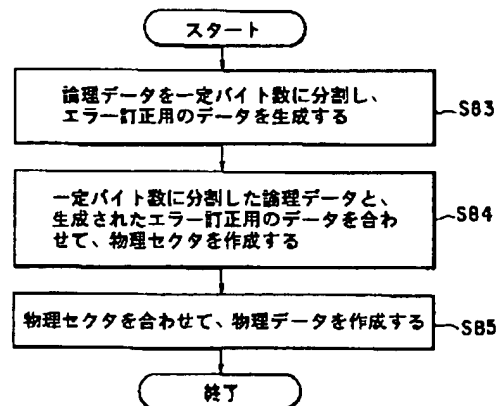 スタート
論理データを一定バイト数に分割し、
エラー訂正用のデータを生成する
S83
一定バイト数に分割した論理データと、
生成されたエラー訂正用のデータを合わ
せて、物理セクタを作成する
S84
物理セクタを合わせて、物理データを作成する
S85
終了